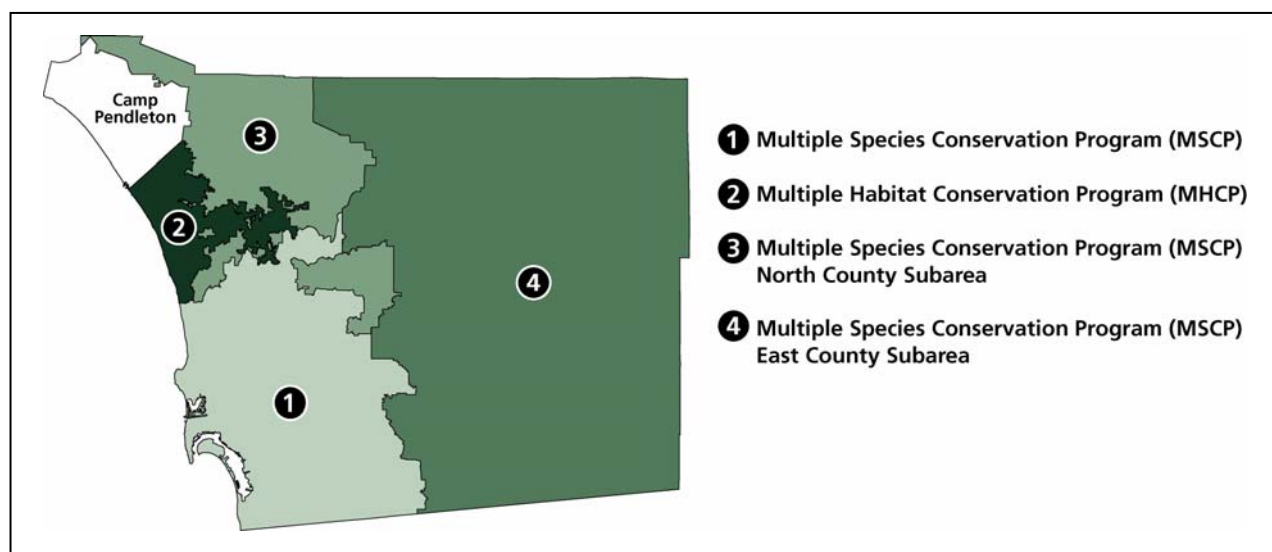 Camp
Pendleton
3
2
4
1
1 Multiple Species Conservation Program (MSCP)
2 Multiple Habitat Conservation Program (MHCP)
3 Multiple Species Conservation Program (MSCP)
North County Subarea
4 Multiple Species Conservation Program (MSCP)
East County Subarea